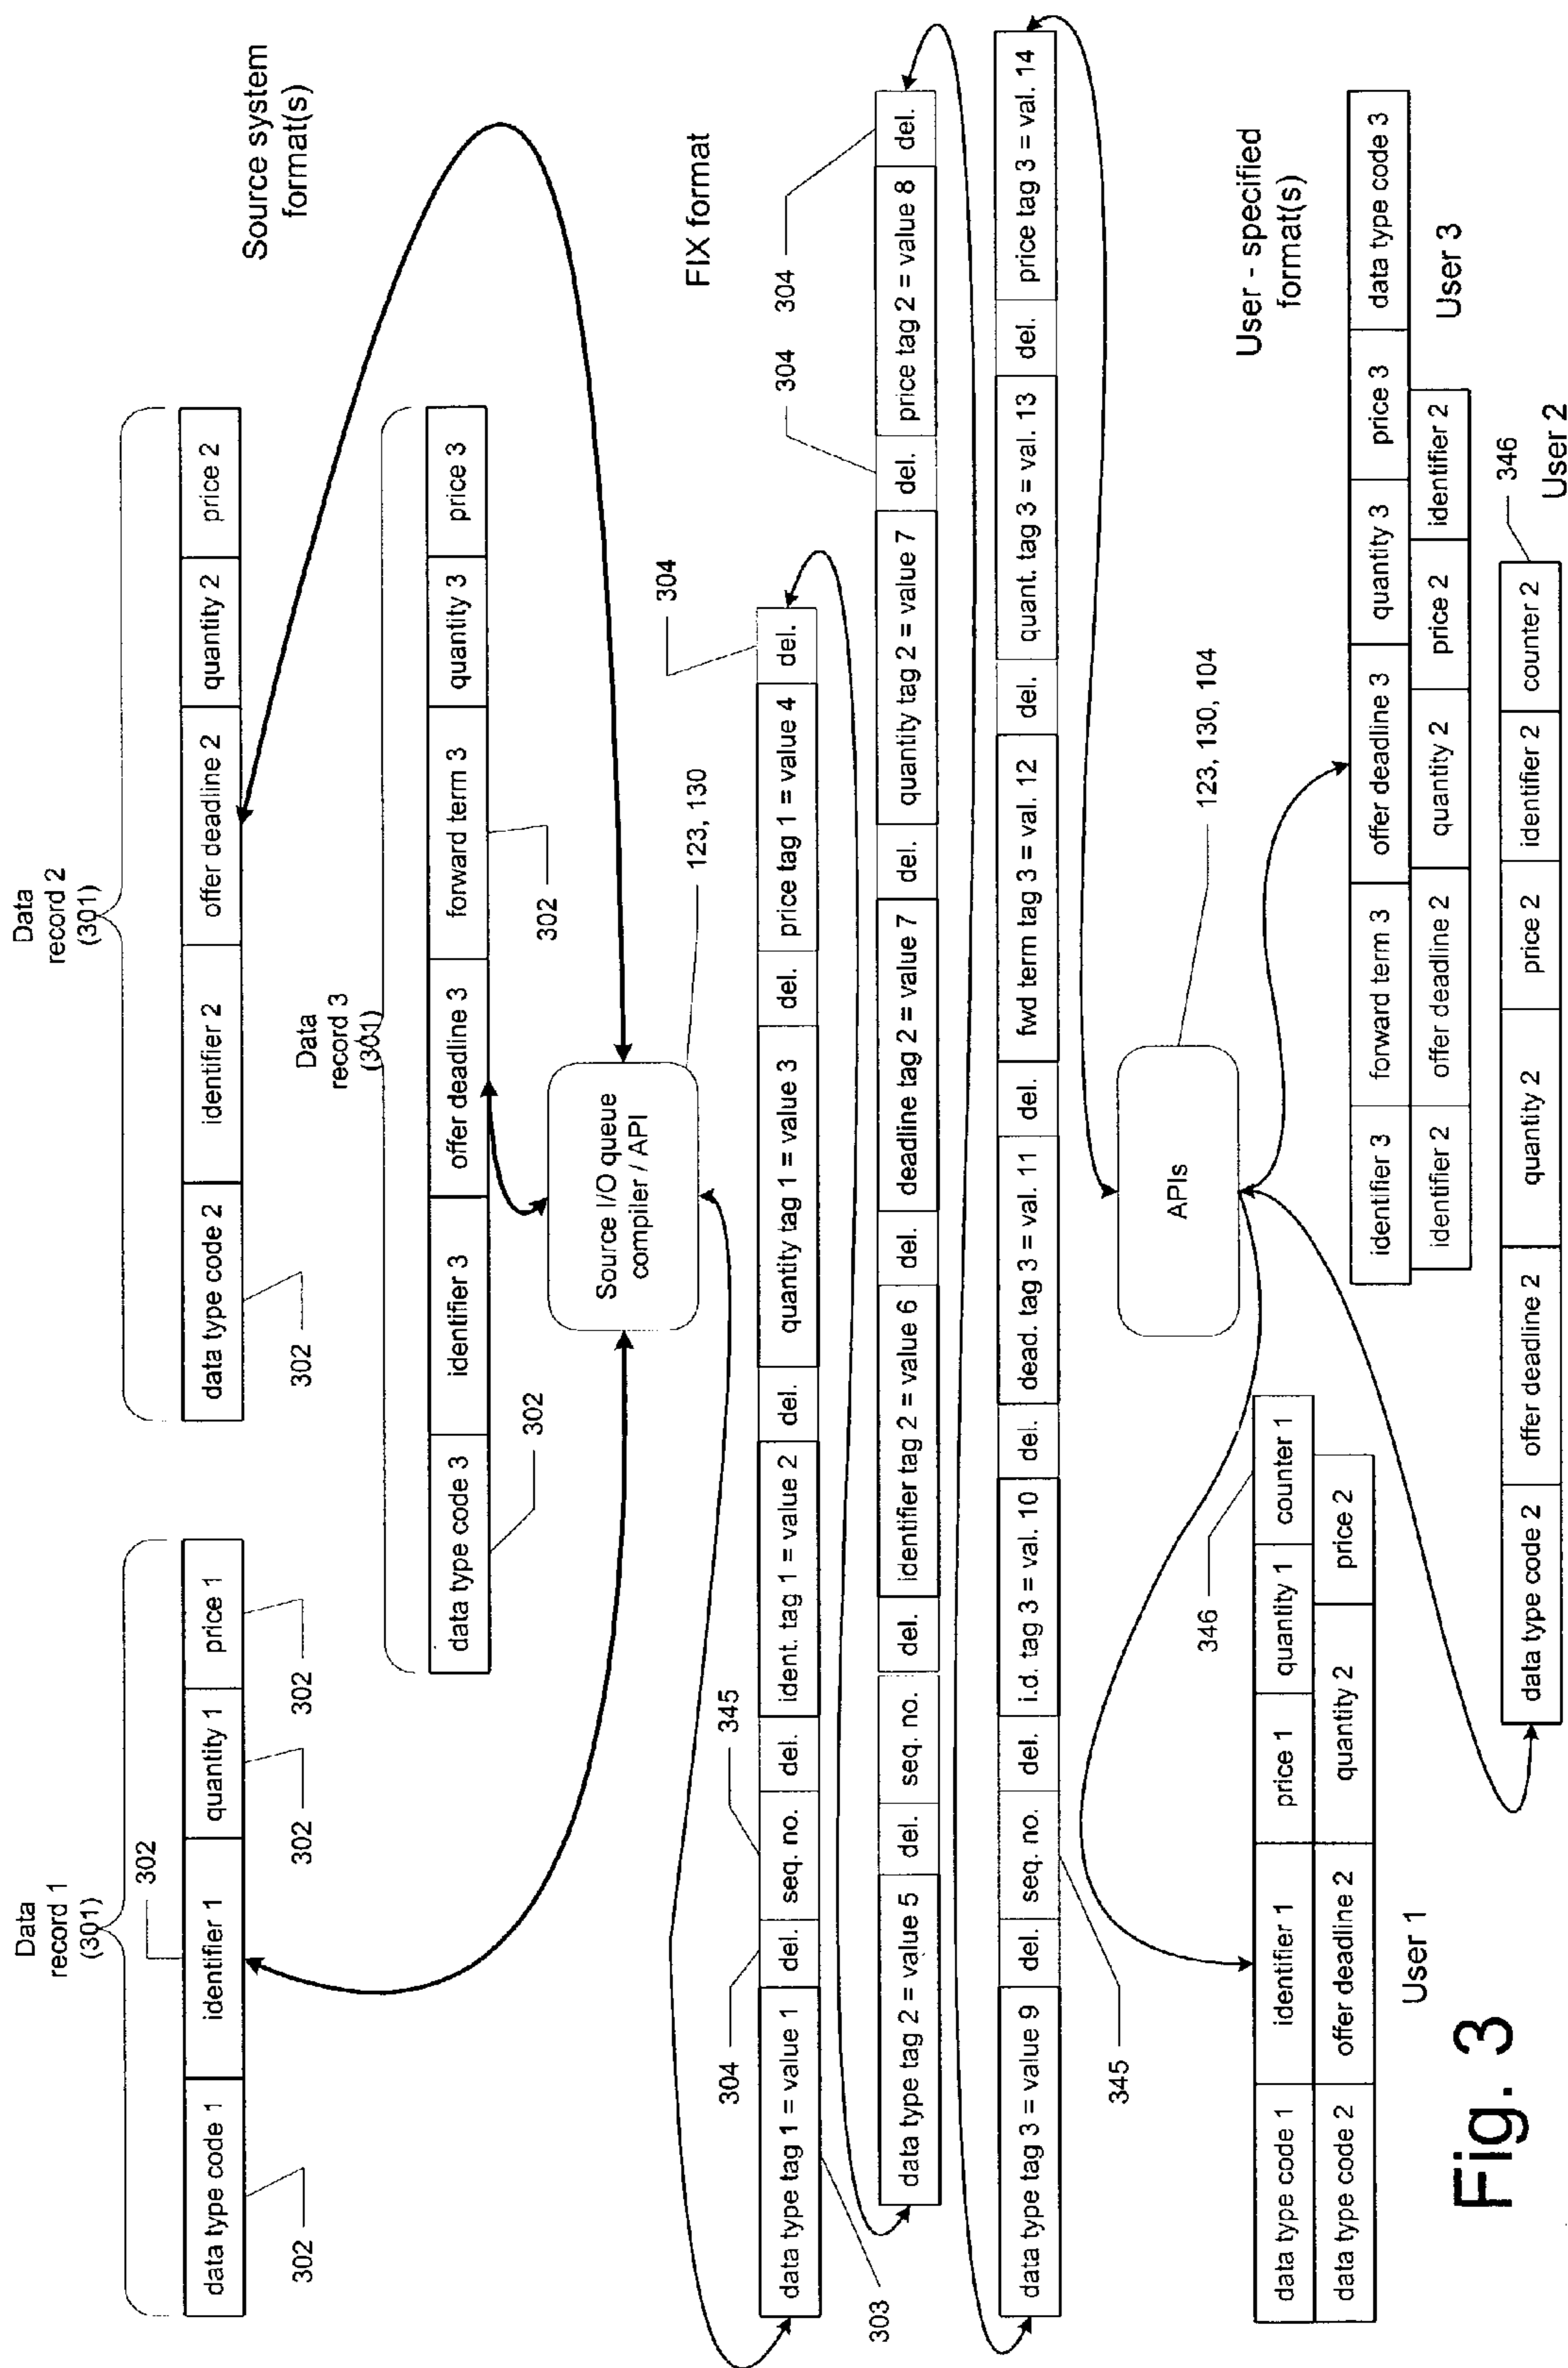 Data
record 1
(301)
302
data type code 1 identifier 1 quantity 1 price 1
302
302
302
Data
record 2
(301)
data type code 2 identifier 2 offer deadline 2 quantity 2 price 2
302
Source system
format(s)
Data
record 3
(301)
data type code 3 identifier 3 offer deadline 3 forward term 3 quantity 3 price 3
302
302
Source I/O queue
compiler / API
123, 130
FIX format
304
345
304
data type tag 1 = value 1 del. seq. no. del. ident. tag 1 = value 2 del. quantity tag 1 = value 3 del. price tag 1 = value 4 del.
303
304
304
data type tag 2 = value 5 del. seq. no. del. identifier tag 2 = value 6 del. deadline tag 2 = value 7 del. quantity tag 2 = value 7 del. price tag 2 = value 8 del.
data type tag 3 = value 9 del. seq. no. del. i.d. tag 3 = val. 10 del. dead. tag 3 = val. 11 del. fwd term tag 3 = val. 12 del. quant. tag 3 = val. 13 del. price tag 3 = val. 14
345
APIs
123, 130, 104
User - specified
format(s)
346
data type code 1 identifier 1 price 1 quantity 1 counter 1
data type code 2 offer deadline 2 quantity 2 price 2
User 1
identifier 3 forward term 3 offer deadline 3 quantity 3 price 3 data type code 3
identifier 2 offer deadline 2 quantity 2 price 2 identifier 2
User 3
346
data type code 2 offer deadline 2 quantity 2 price 2 identifier 2 counter 2
User 2
Fig. 3